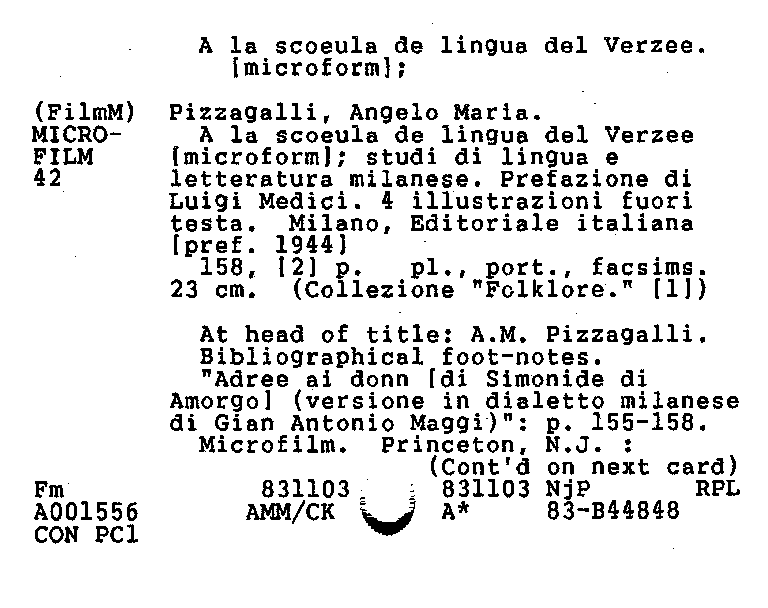 A la scoeula de lingua del Verzee.
[microform];
(FilmM) Pizzagalli, Angelo Maria.
MICRO- A la scoeula de lingua del Verzee
FILM [microform]; studi di lingua e
42 letteratura milanese. Prefazione di
Luigi Medici. 4 illustrazioni fuori
testa. Milano, Editoriale italiana
[pref. 1944]
158, [2] p. pl., port., facsims.
23 cm. (Collezione "Folklore." [1])
At head of title: A.M. Pizzagalli.
Bibliographical foot-notes.
"Adree ai donn [di Simonide di
Amorgo] (versione in dialetto milanese
di Gian Antonio Maggi)": p. 155-158.
Microfilm. Princeton, N.J. :
(Cont'd on next card)
Fm 831103 831103 NjP RPL
A001556 AMM/CK A* 83-B44848
CON PC1